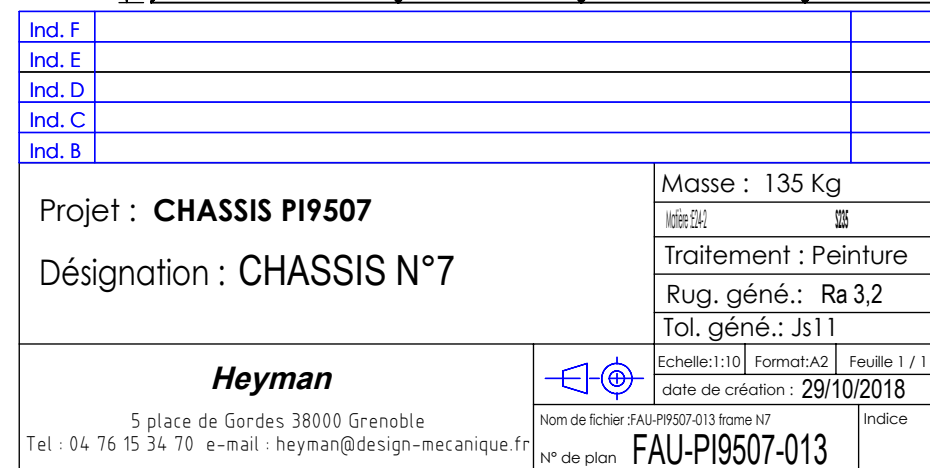 Ind. F
Ind. E
Ind. D
Ind. C
Ind. B
Projet : CHASSIS PI9507
Désignation : CHASSIS N°7
Masse : 135 Kg
Matière :E24-2 S235
Traitement : Peinture
Rug. géné.: Ra 3,2
Tol. géné.: Js11
Heyman
5 place de Gordes 38000 Grenoble
Tel : 04 76 15 34 70 e-mail : heyman@design-mecanique.fr
Echelle:1:10 Format:A2 Feuille 1 / 1
date de création : 29/10/2018
Nom de fichier :FAU-PI9507-013 frame N7
Indice
N° de plan FAU-PI9507-013